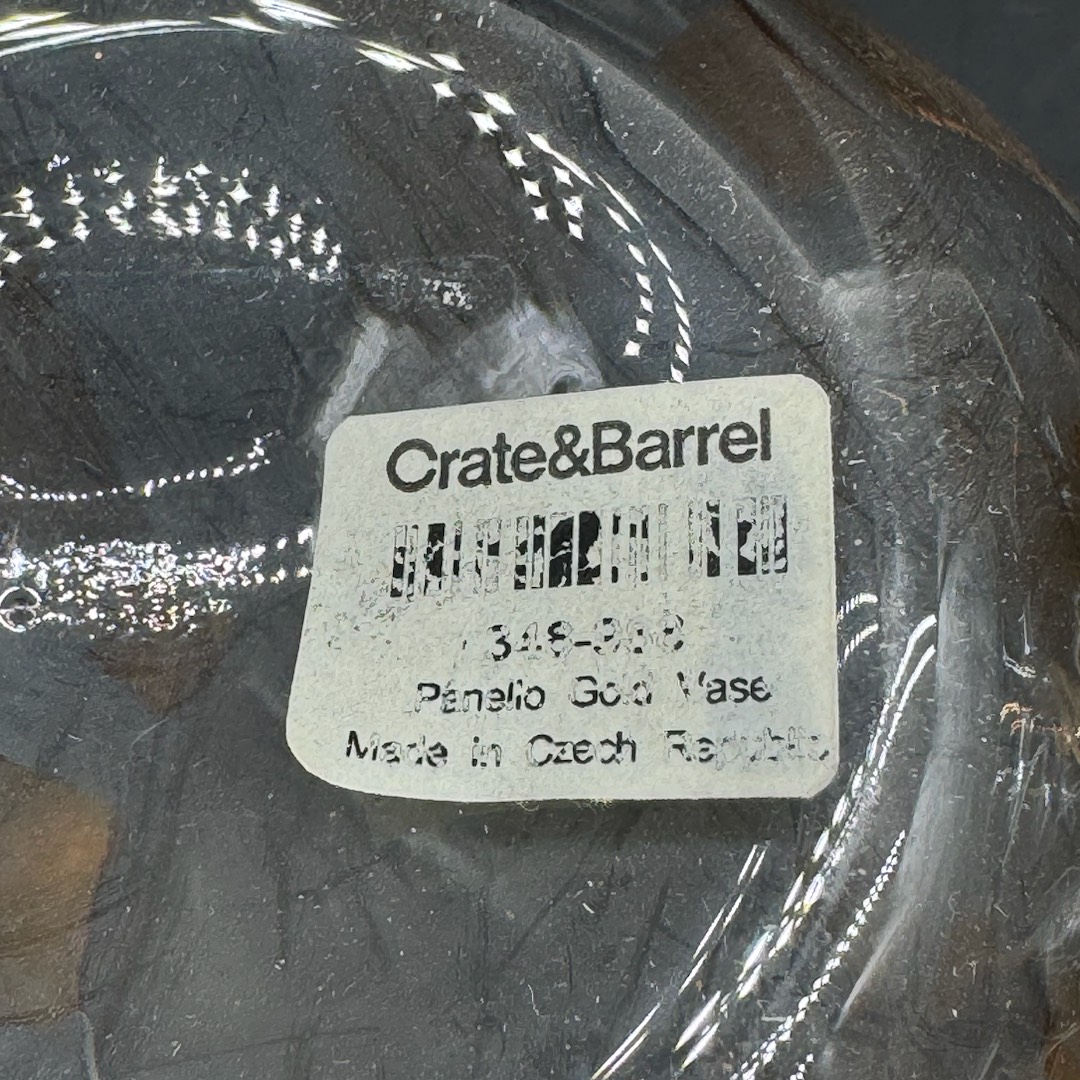 Crate&Barrel
Panello Gold Vase
Made in Czech Republic